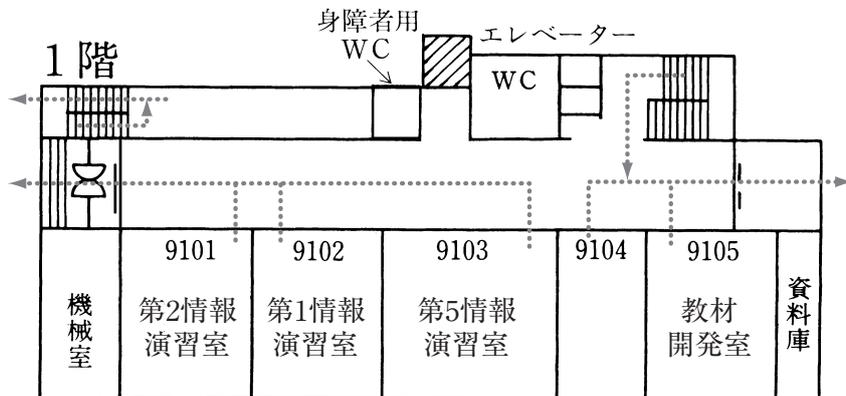 身障者用
WC
エレベーター
1階
WC
9101
9102
9103
9104
9105
機械室
第2情報
演習室
第1情報
演習室
第5情報
演習室
教材
開発室
資料庫